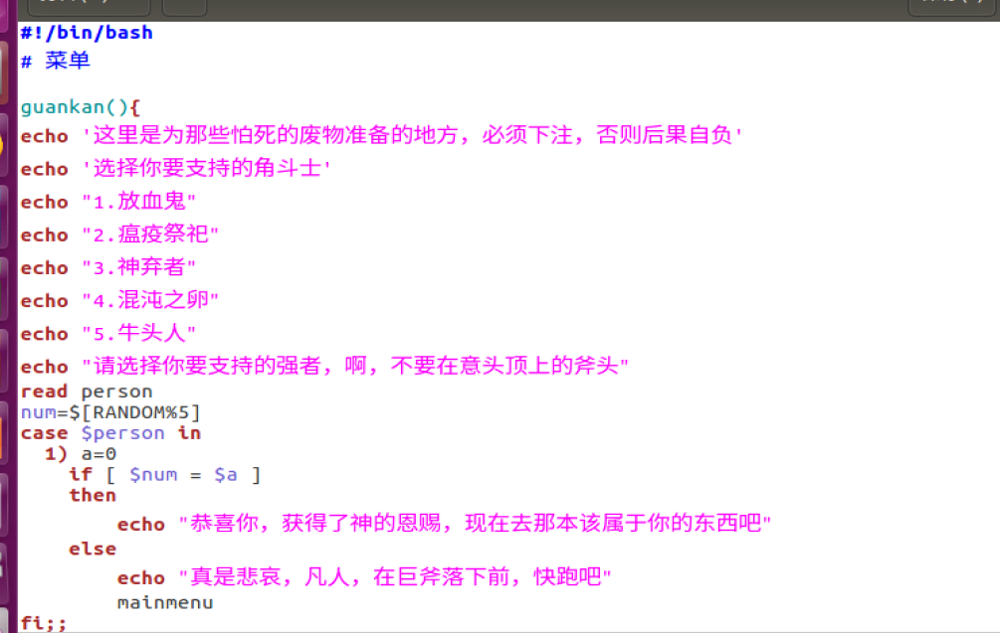 #!/bin/bash
# 菜单
guankan(){
echo '这里是为那些怕死的废物准备的地方，必须下注，否则后果自负'
echo '选择你要支持的角斗士'
echo "1.放血鬼"
echo "2.瘟疫祭祀"
echo "3.神弃者"
echo "4.混沌之卵"
echo "5.牛头人"
echo "请选择你要支持的强者，啊，不要在意头顶上的斧头"
read person
num=$[RANDOM%5]
case $person in
  1) a=0
    if [ $num = $a ]
    then
        echo "恭喜你，获得了神的恩赐，现在去那本该属于你的东西吧"
    else
        echo "真是悲哀，凡人，在巨斧落下前，快跑吧"
        mainmenu
fi;;